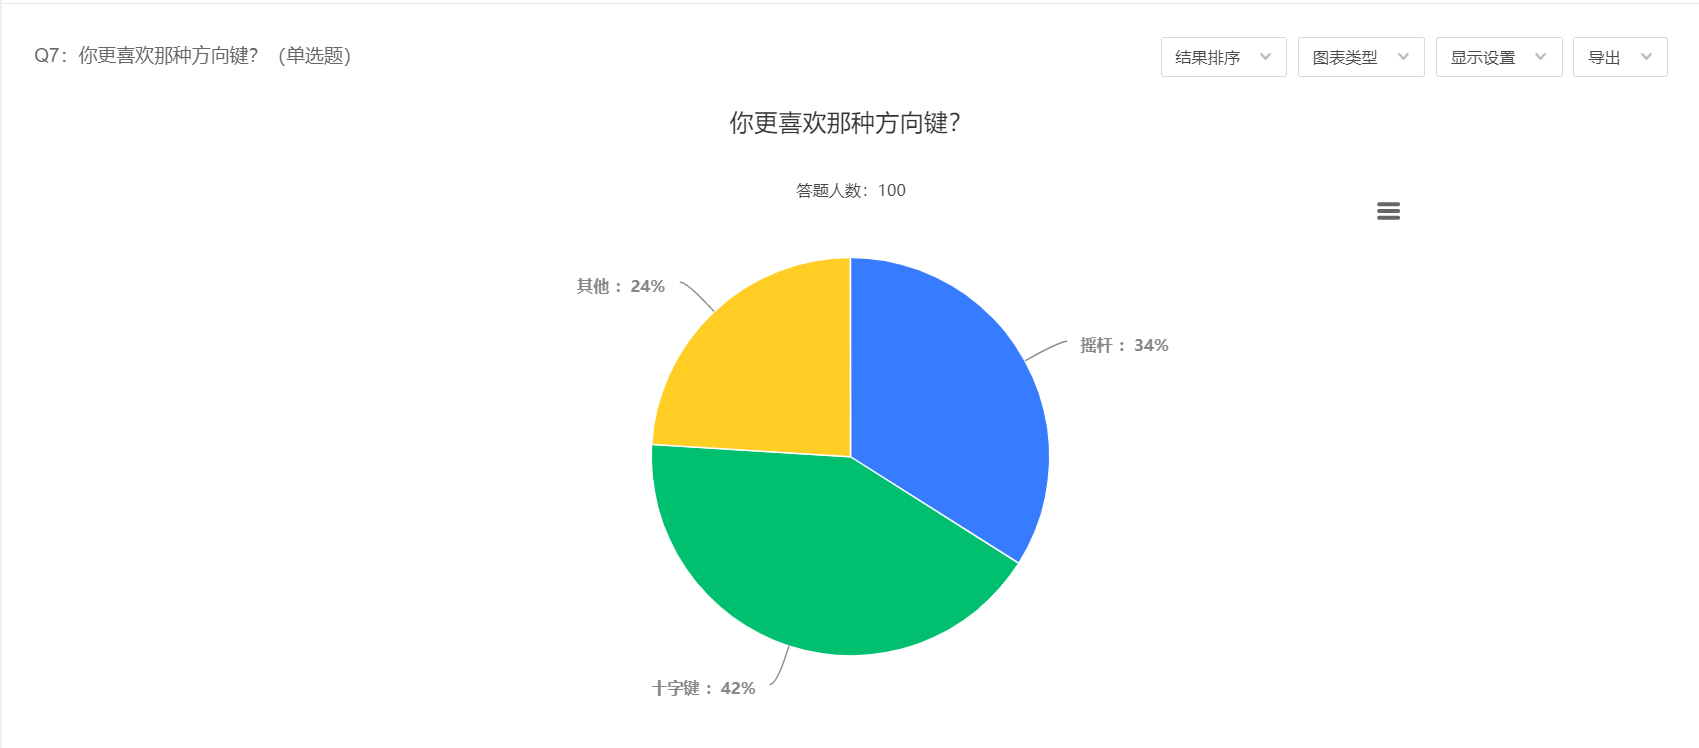 Q7：你更喜欢那种方向键？（单选题）
结果排序
图表类型
显示设置
导出
你更喜欢那种方向键？
答题人数：100
其他 ：24%
摇杆 ：34%
十字键 ：42%